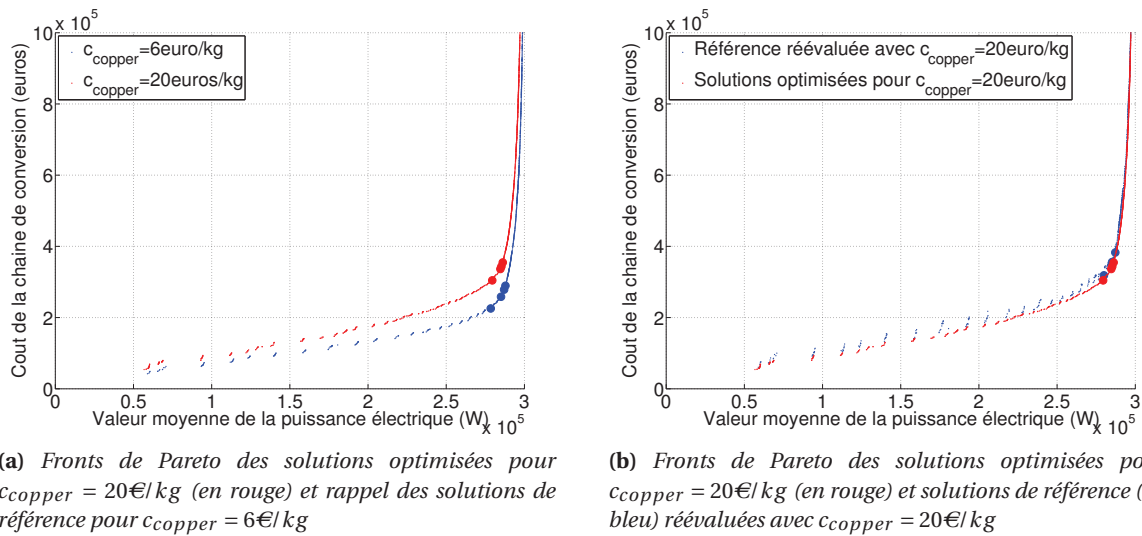 10 x 10^5
c_copper=6euro/kg
c_copper=20euros/kg
8
6
4
2
0
0 0.5 1 1.5 2 2.5 3
x 10^5
Valeur moyenne de la puissance électrique (W)
Cout de la chaine de conversion (euros)
10 x 10^5
Référence réévaluée avec c_copper=20euro/kg
Solutions optimisées pour c_copper=20euro/kg
8
6
4
2
0
0 0.5 1 1.5 2 2.5 3
x 10^5
Valeur moyenne de la puissance électrique (W)
Cout de la chaine de conversion (euros)
(a) Fronts de Pareto des solutions optimisées pour
c_copper = 20€/kg (en rouge) et rappel des solutions de
référence pour c_copper = 6€/kg
(b) Fronts de Pareto des solutions optimisées po
c_copper = 20€/kg (en rouge) et solutions de référence (
bleu) réévaluées avec c_copper = 20€/kg